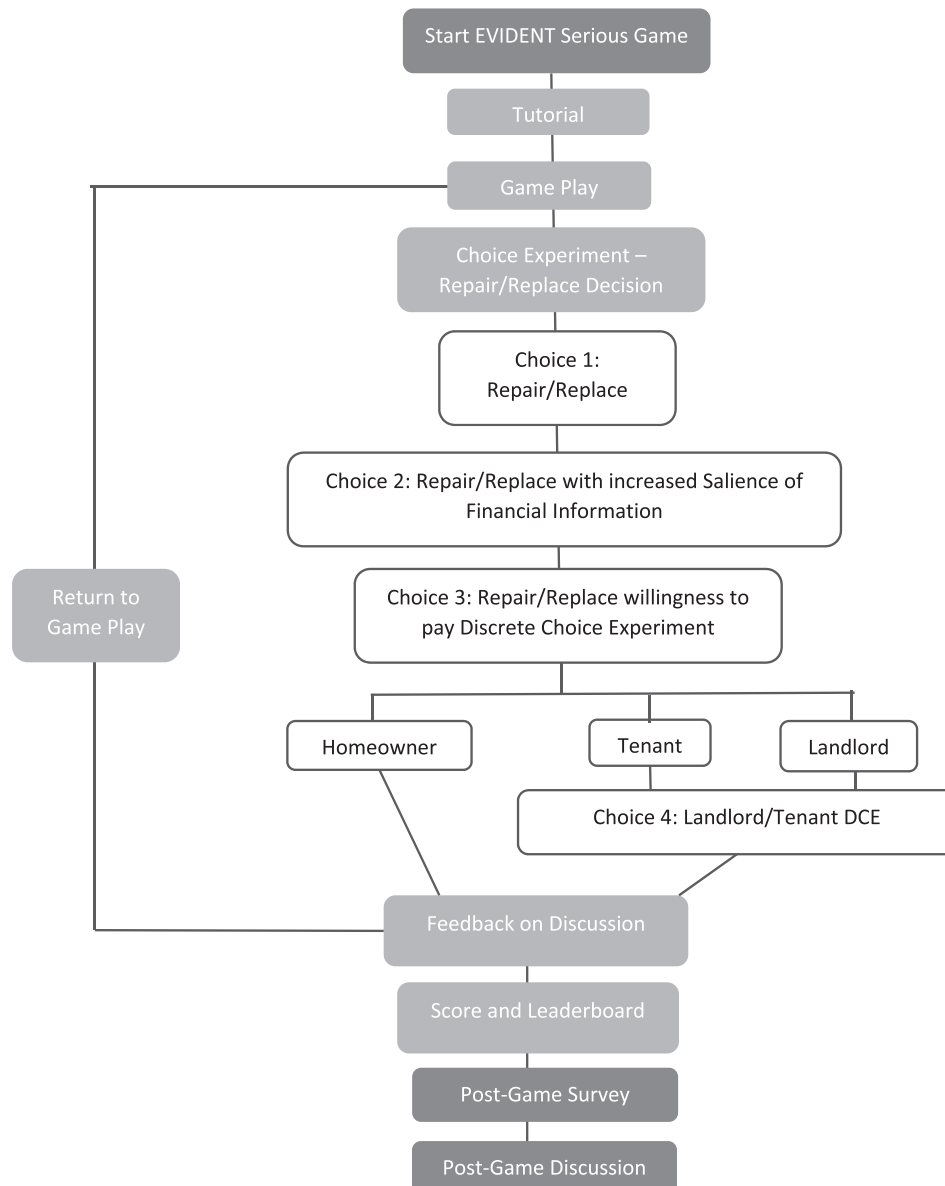 Start EVIDENT Serious Game
Tutorial
Game Play
Choice Experiment –
Repair/Replace Decision
Choice 1:
Repair/Replace
Choice 2: Repair/Replace with increased Salience of
Financial Information
Return to
Game Play
Choice 3: Repair/Replace willingness to
pay Discrete Choice Experiment
Homeowner
Tenant
Landlord
Choice 4: Landlord/Tenant DCE
Feedback on Discussion
Score and Leaderboard
Post-Game Survey
Post-Game Discussion